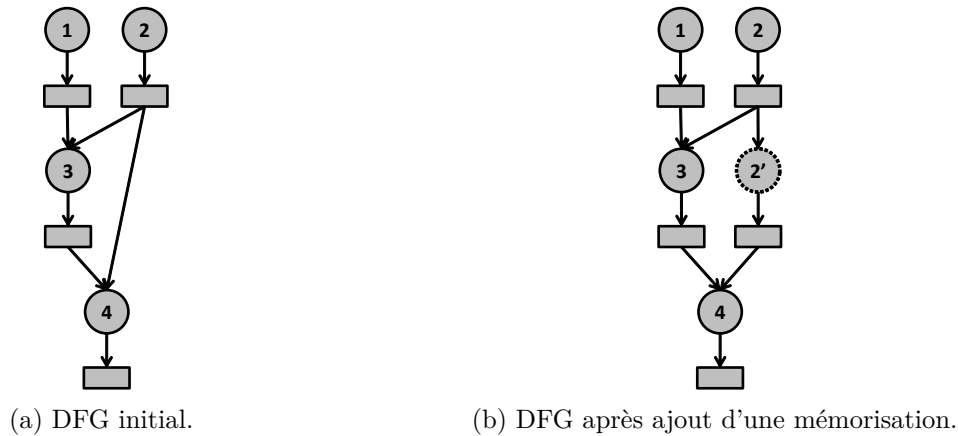 1 2 1 2
3 3 2'
4 4
(a) DFG initial. (b) DFG après ajout d'une mémorisation.